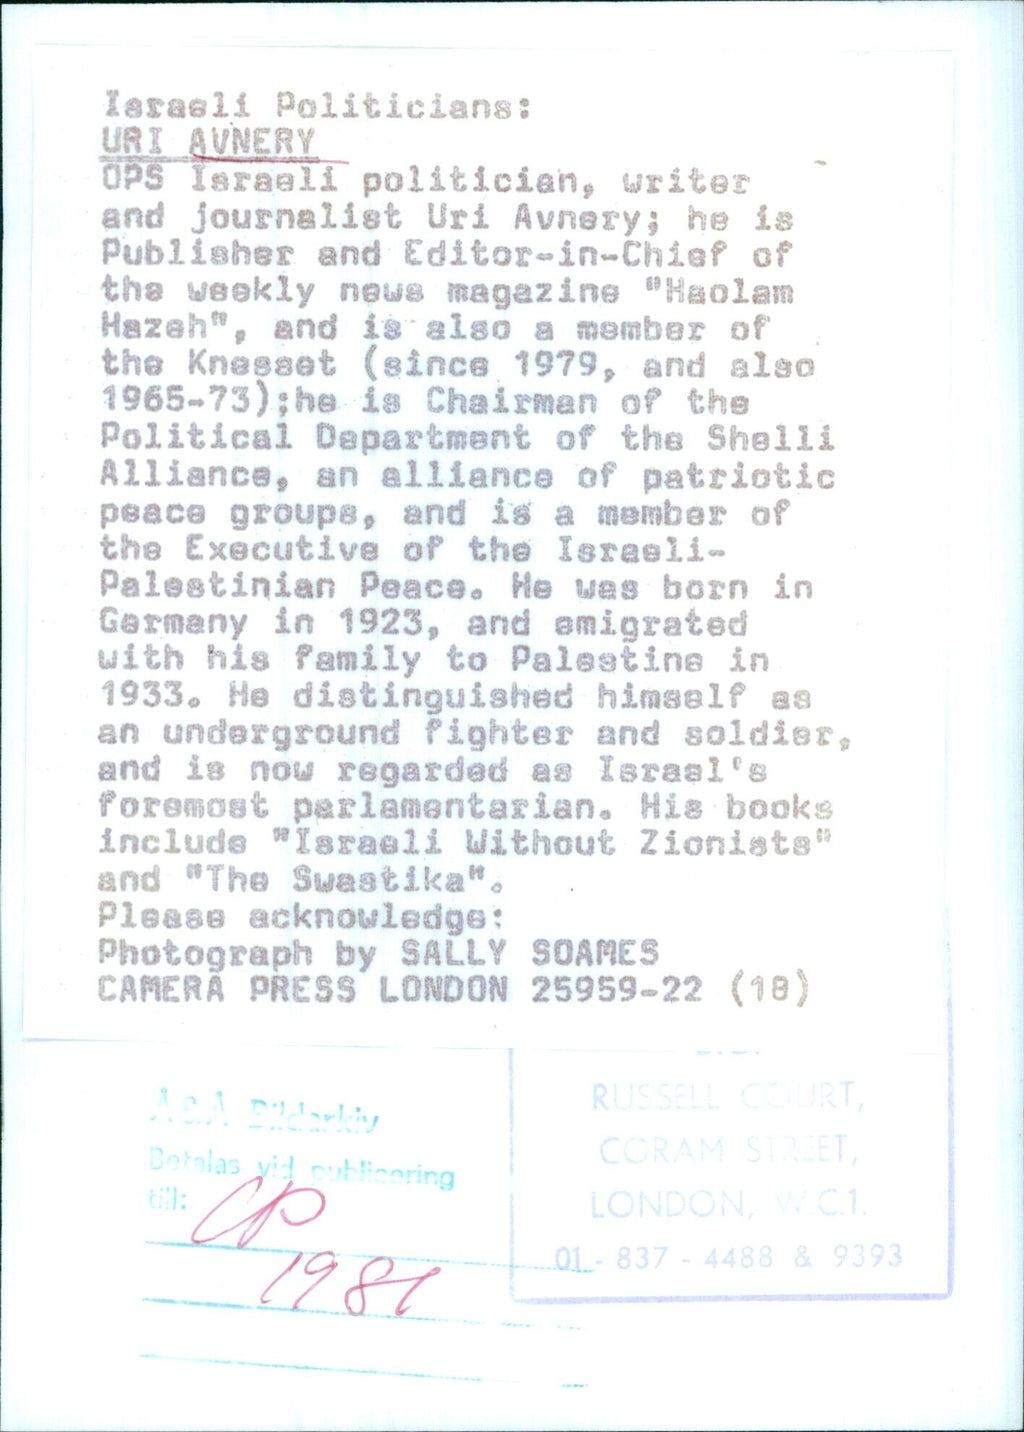 Israeli Politicians:
URI AVNERY
OPS Israeli politician, writer
and journalist Uri Avnery; he is
Publisher and Editor-in-Chief of
the weekly news magazine "Haolam
Hazeh", and is also a member of
the Knesset (since 1979, and also
1965-73);he is Chairman of the
Political Department of the Shelli
Alliance, an alliance of patriotic
peace groups, and is a member of
the Executive of the Israeli-
Palestinian Peace. He was born in
Germany in 1923, and emigrated
with his family to Palestine in
1933. He distinguished himself as
an underground fighter and soldier,
and is now regarded as Israel's
foremost parlamentarian. His books
include "Israeli Without Zionists"
and "The Swastika".
Please acknowledge:
Photograph by SALLY SOAMES
CAMERA PRESS LONDON 25959-22 (18)
RUSSELL COURT,
CORAM STREET,
LONDON, W.C.1.
01 - 837 - 4488 & 9393
Å & Å Bildarkiv
Betalas vid publicering
till:
CP
1981